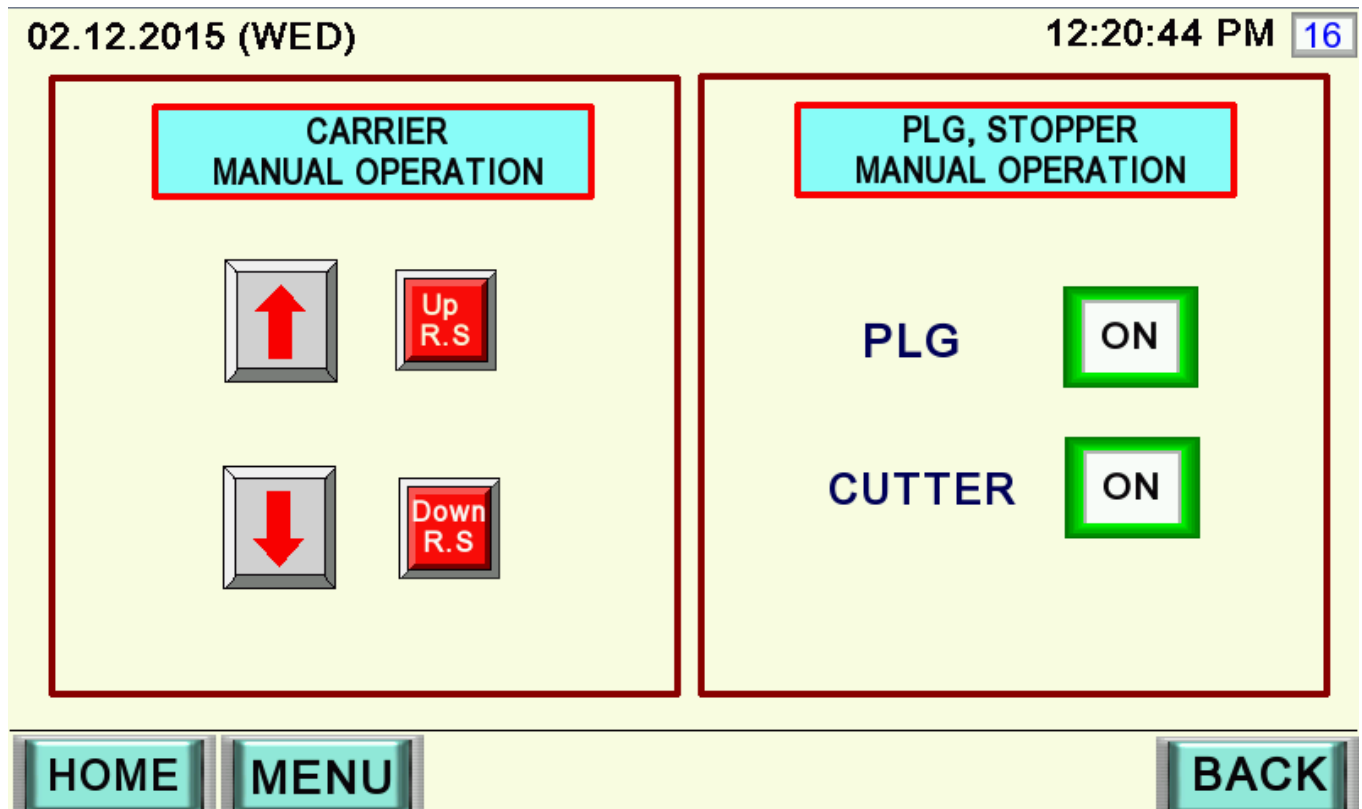 02.12.2015 (WED)
12:20:44 PM 16
CARRIER
MANUAL OPERATION
Up
R.S
Down
R.S
PLG, STOPPER
MANUAL OPERATION
PLG ON
CUTTER ON
HOME MENU BACK